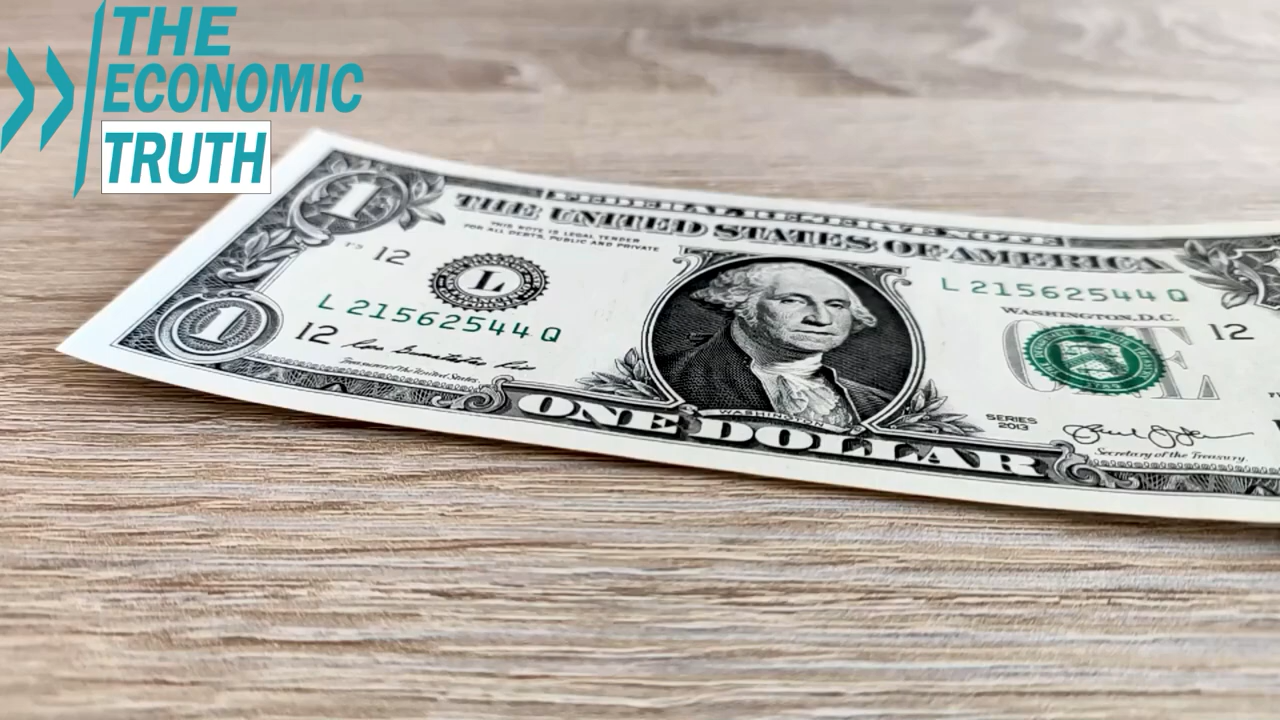 THE
ECONOMIC
TRUTH
FEDERAL RESERVE NOTE
THE UNITED STATES OF AMERICA
THIS NOTE IS LEGAL TENDER
FOR ALL DEBTS, PUBLIC AND PRIVATE
1
12
L
L 21562544 Q
WASHINGTON, D.C.
12
L 21562544 Q
1
12
Treasurer of the United States.
SERIES
2013
Secretary of the Treasury.
WASHINGTON
ONE DOLLAR